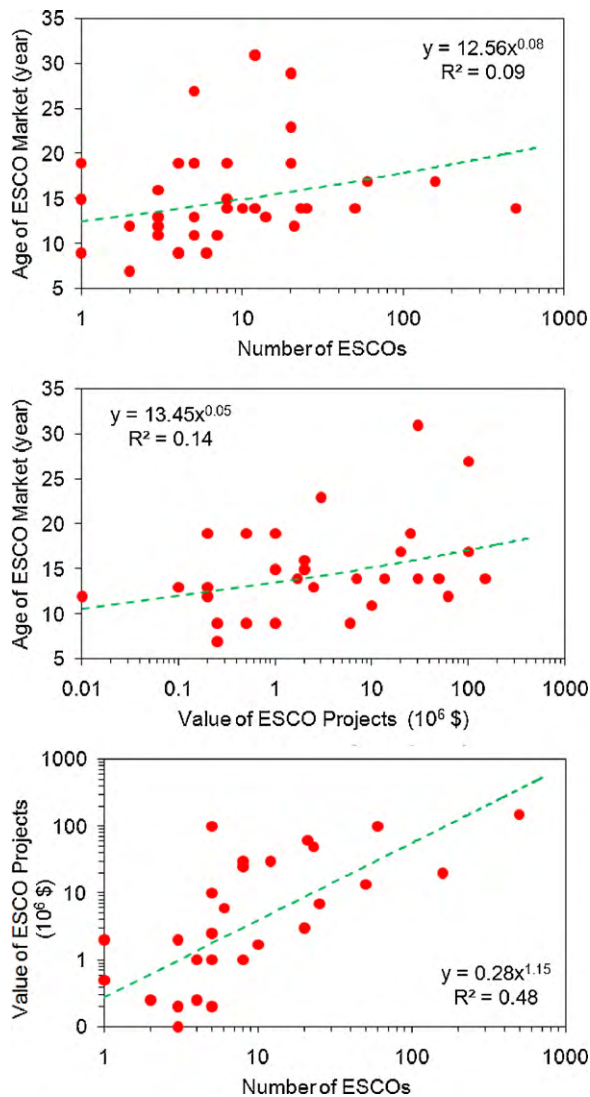 35
30
25
20
15
10
5
Age of ESCO Market (year)
y = 12.56x^0.08
R² = 0.09
1 10 100 1000
Number of ESCOs
35
30
25
20
15
10
5
Age of ESCO Market (year)
y = 13.45x^0.05
R² = 0.14
0.01 0.1 1 10 100 1000
Value of ESCO Projects (10^6 $)
1000
100
10
1
0
Value of ESCO Projects
(10^6 $)
y = 0.28x^1.15
R² = 0.48
1 10 100 1000
Number of ESCOs